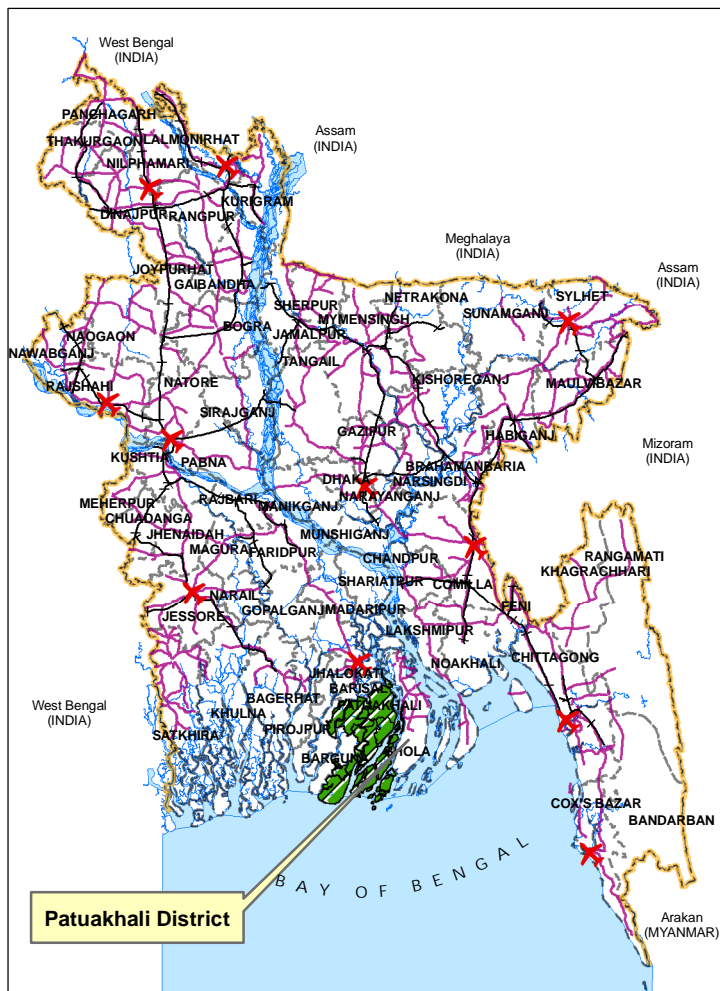 West Bengal
(INDIA)
PANCHAGARH
THAKURGAON
LALMONIRHAT
NILPHAMARI
Assam
(INDIA)
KURIGRAM
DINAJPUR
RANGPUR
Meghalaya
(INDIA)
Assam
(INDIA)
JOYPURHAT
GAIBANDHA
SHERPUR
NETRAKONA
SYLHET
SUNAMGANJ
MYMENSINGH
BOGRA
JAMALPUR
NAOGAON
NAWABGANJ
TANGAIL
RAJSHAHI
NATORE
KISHOREGANJ
MAULVIBAZAR
SIRAJGANJ
GAZIPUR
HABIGANJ
Mizoram
(INDIA)
KUSHTIA
PABNA
BRAHAMANBARIA
DHAKA
NARSINGDI
NARAYANGANJ
MEHERPUR
RAJBARI
MANIKGANJ
CHUADANGA
JHENAIDAH
MUNSHIGANJ
MAGURA
FARIDPUR
CHANDPUR
RANGAMATI
KHAGRACHHARI
SHARIATPUR
COMILLA
NARAIL
JESSORE
GOPALGANJ
MADARIPUR
FENI
LAKSHMIPUR
NOAKHALI
CHITTAGONG
JHALOKATI
BARISAL
West Bengal
(INDIA)
BAGERHAT
PATUAKHALI
KHULNA
PIROJPUR
SATKHIRA
BARGUNA
BHOLA
COX'S BAZAR
BANDARBAN
BAY OF BENGAL
Patuakhali District
Arakan
(MYANMAR)